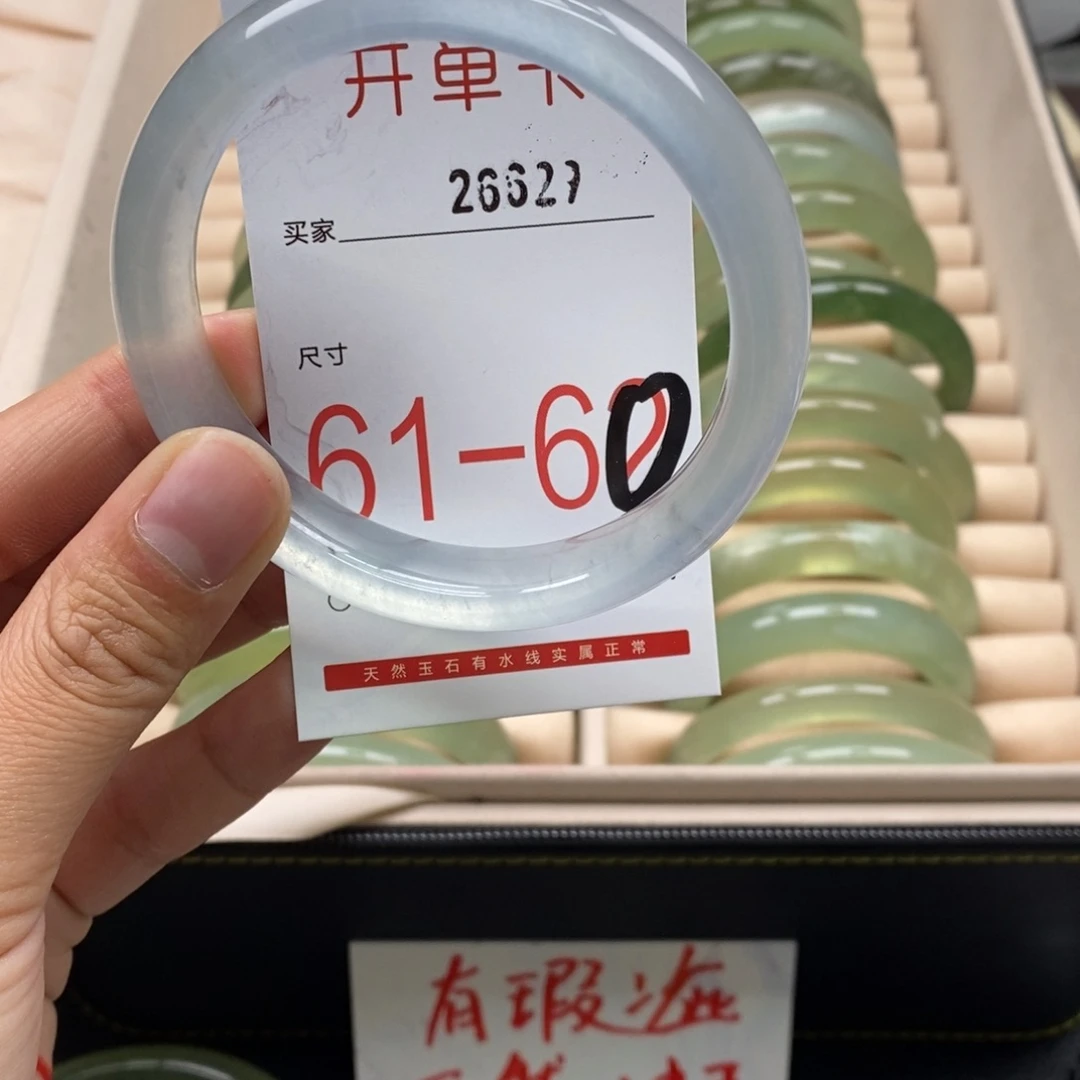 开单卡
26627
买家
尺寸
61-60
天然玉石有水线实属正常
有瑕疵